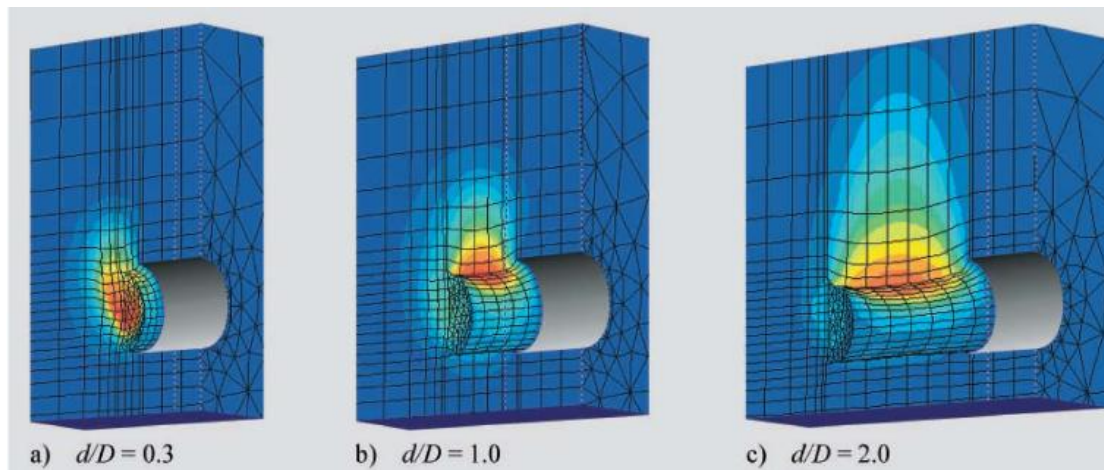 a) d/D = 0.3
b) d/D = 1.0
c) d/D = 2.0